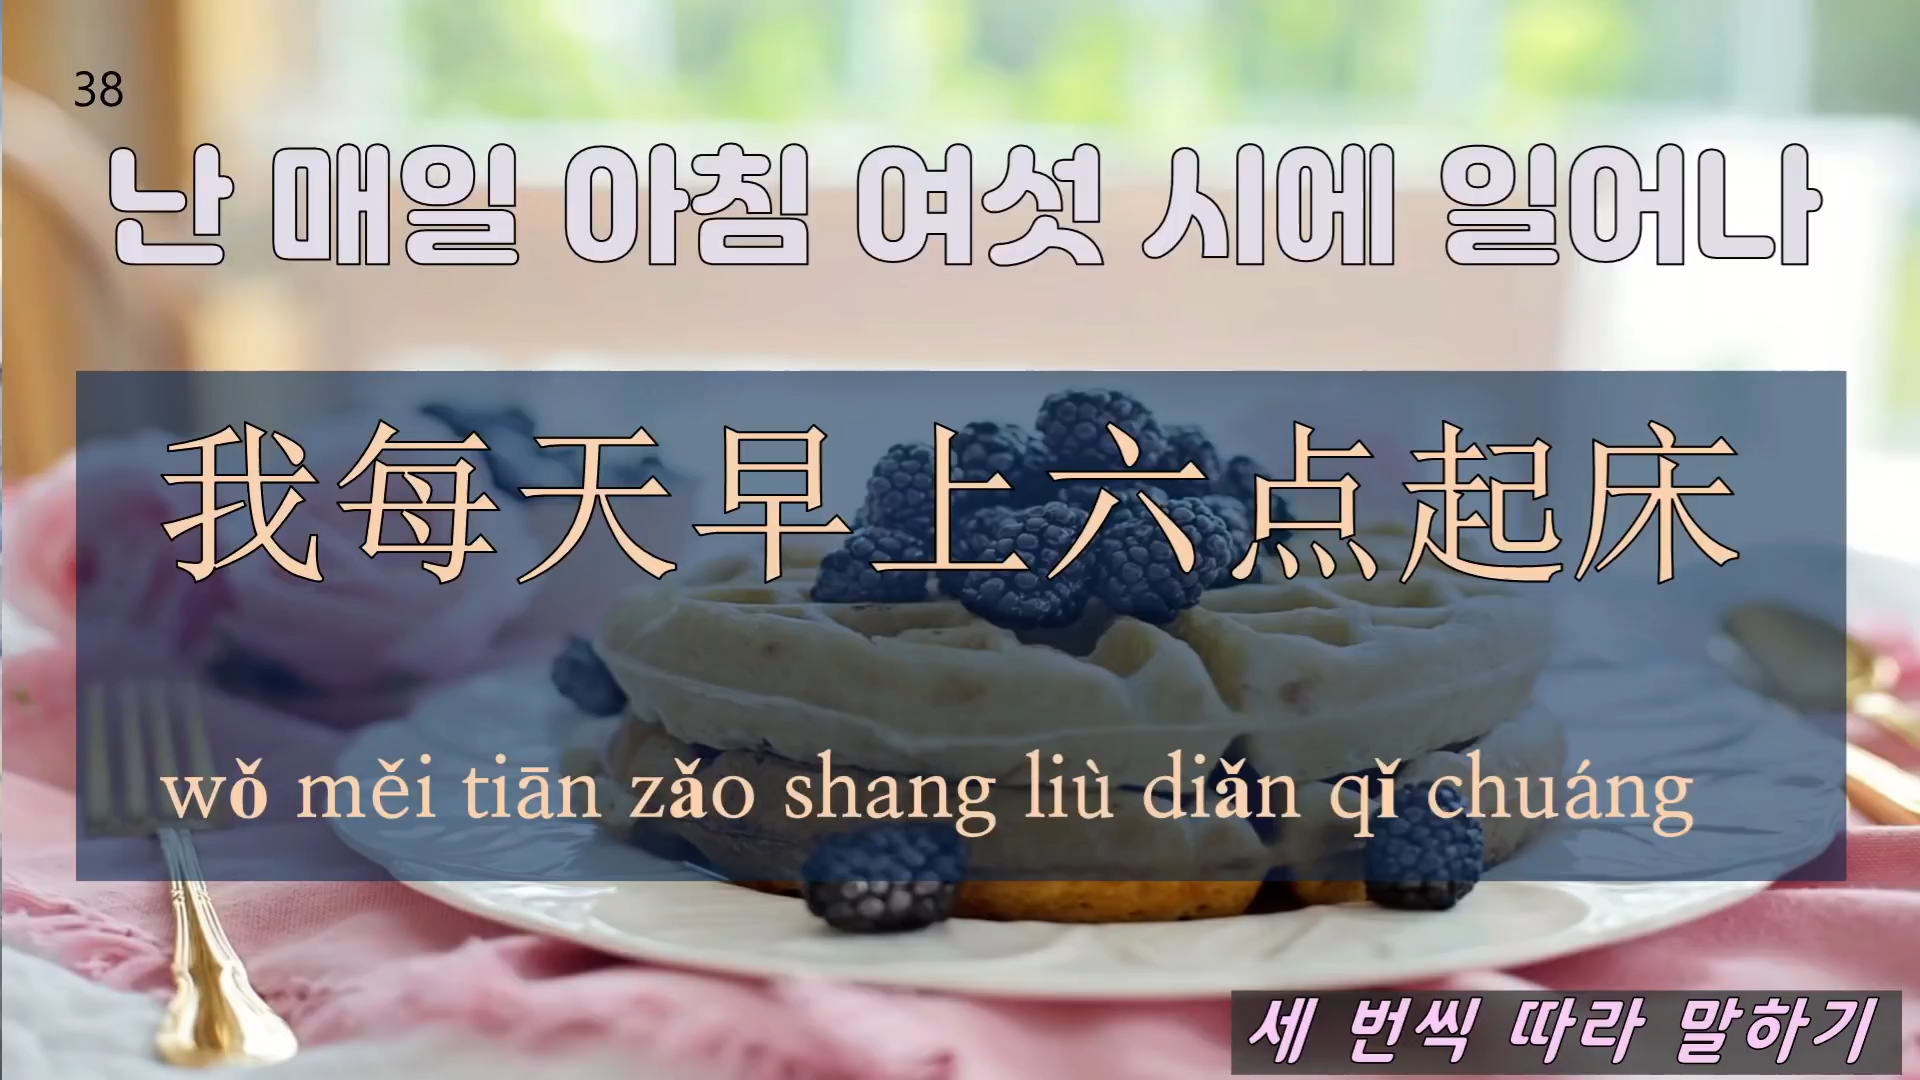 38
난 매일 아침 여섯 시에 일어나
我每天早上六点起床
wǒ měi tiān zǎo shang liù diǎn qǐ chuáng
세 번씩 따라 말하기